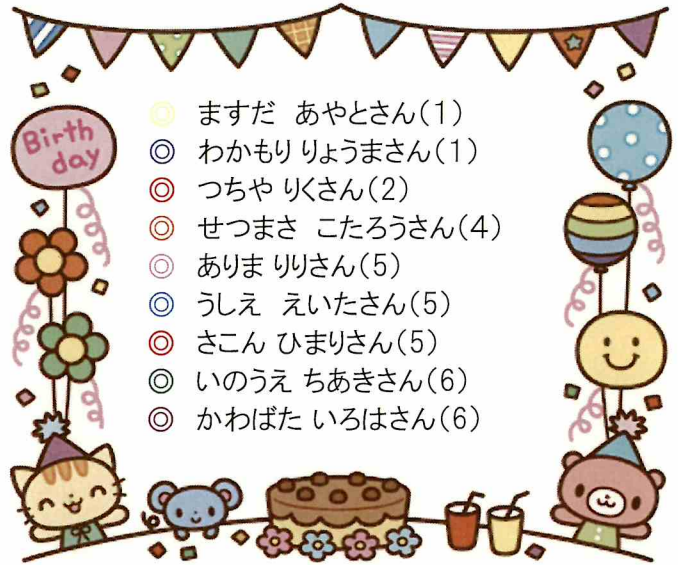 Birth
day
◎ ますだ　あやとさん(1)
◎ わかもり りょうまさん(1)
◎ つちや りくさん(2)
◎ せつまさ　こたろうさん(4)
◎ ありま りりさん(5)
◎ うしえ　えいたさん(5)
◎ さこん ひまりさん(5)
◎ いのうえ ちあきさん(6)
◎ かわばた いろはさん(6)